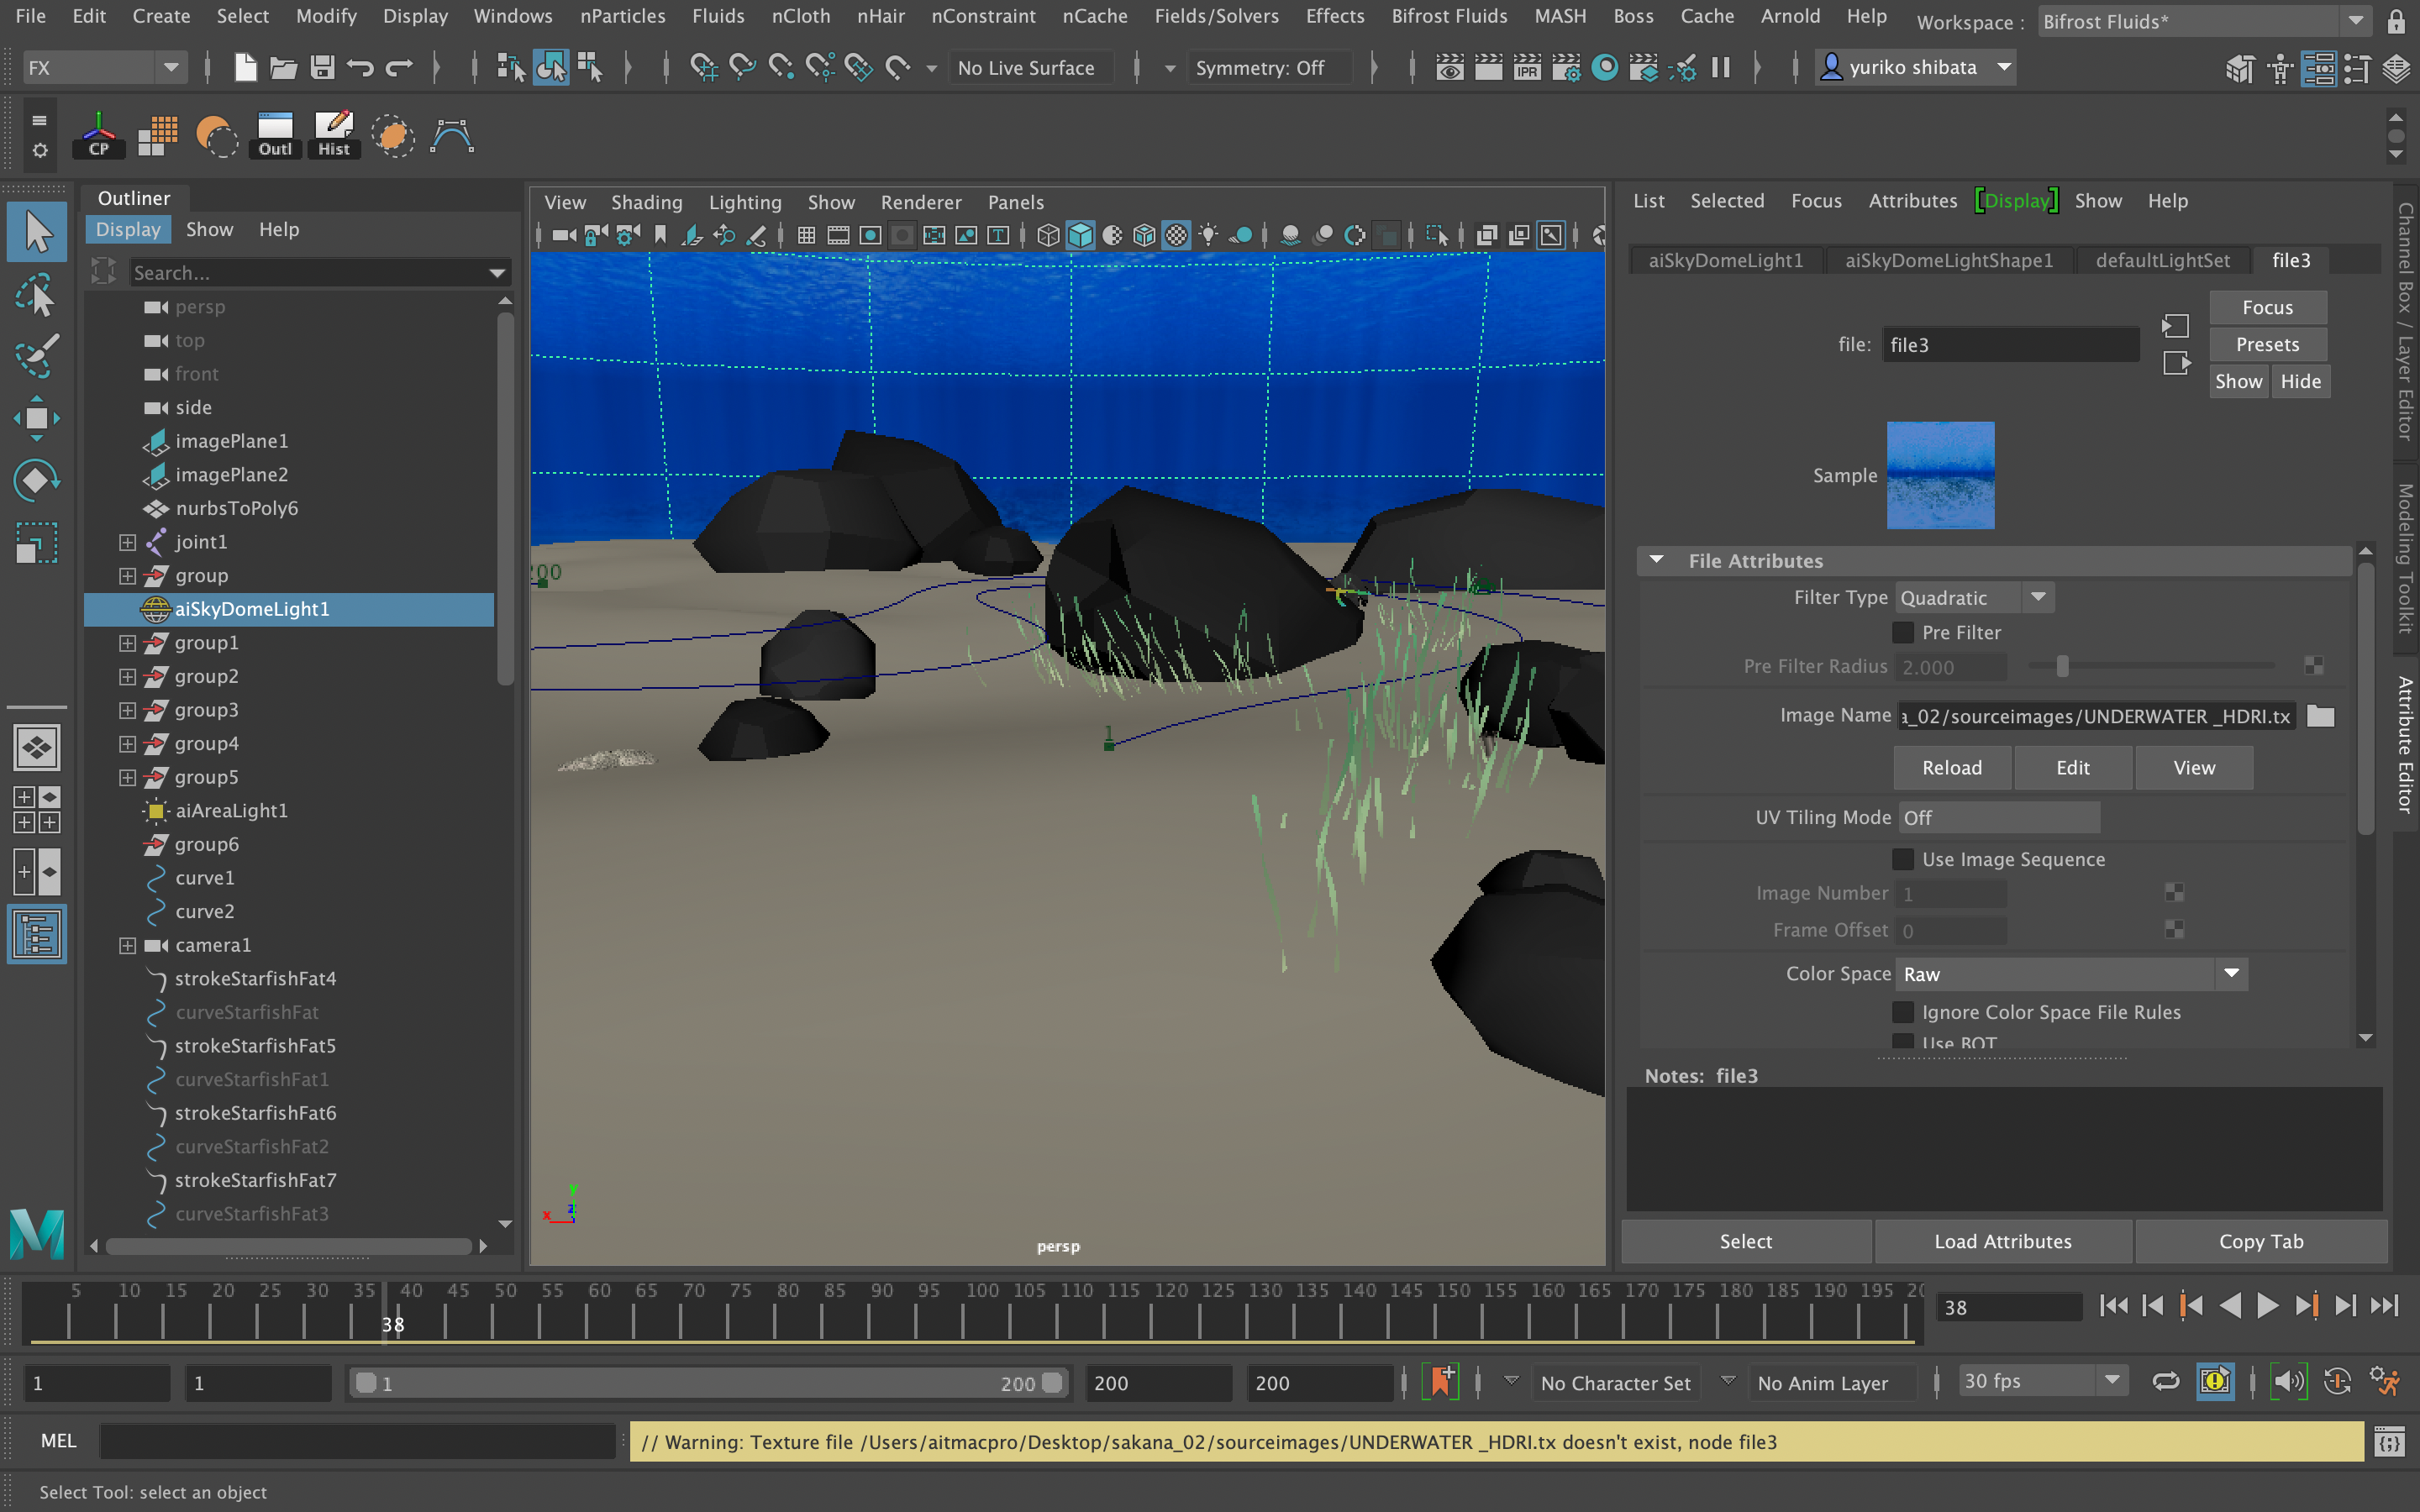 File Edit Create Select Modify Display Windows nParticles Fluids nCloth nHair nConstraint nCache Fields/Solvers Effects Bifrost Fluids MASH Boss Cache Arnold Help Workspace : Bifrost Fluids*
FX No Live Surface Symmetry: Off IPR yuriko shibata
CP Outl Hist
Outliner
Display Show Help
Search...
persp
top
front
side
imagePlane1
imagePlane2
nurbsToPoly6
joint1
group
aiSkyDomeLight1
group1
group2
group3
group4
group5
aiAreaLight1
group6
curve1
curve2
camera1
strokeStarfishFat4
curveStarfishFat
strokeStarfishFat5
curveStarfishFat1
strokeStarfishFat6
curveStarfishFat2
strokeStarfishFat7
curveStarfishFat3
View Shading Lighting Show Renderer Panels
200
1
y
x z
persp
List Selected Focus Attributes [Display] Show Help
aiSkyDomeLight1 aiSkyDomeLightShape1 defaultLightSet file3
file: file3
Focus
Presets
Show Hide
Sample
File Attributes
Filter Type Quadratic
Pre Filter
Pre Filter Radius 2.000
Image Name a_02/sourceimages/UNDERWATER _HDRI.tx
Reload Edit View
UV Tiling Mode Off
Use Image Sequence
Image Number 1
Frame Offset 0
Color Space Raw
Ignore Color Space File Rules
Use BOT
Notes: file3
Select Load Attributes Copy Tab
Channel Box / Layer Editor
Modeling Toolkit
Attribute Editor
5 10 15 20 25 30 35 40 45 50 55 60 65 70 75 80 85 90 95 100 105 110 115 120 125 130 135 140 145 150 155 160 165 170 175 180 185 190 195 20
38
38
1 1 1 200 200 200 No Character Set No Anim Layer 30 fps
MEL // Warning: Texture file /Users/aitmacpro/Desktop/sakana_02/sourceimages/UNDERWATER _HDRI.tx doesn't exist, node file3
Select Tool: select an object